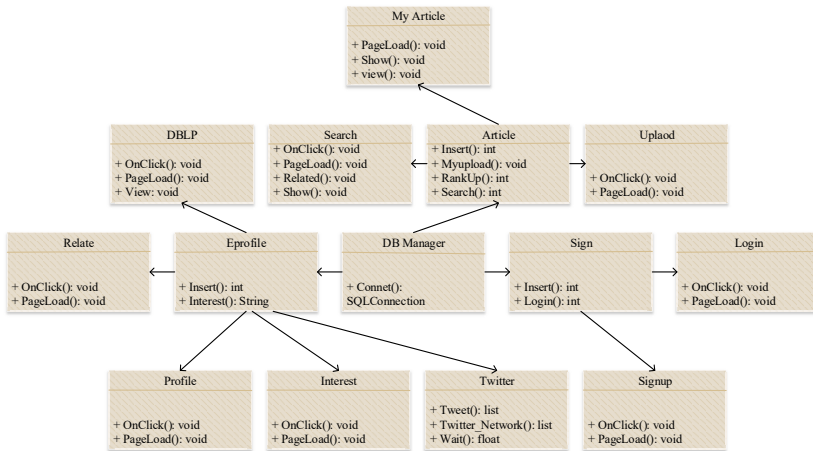 My Article
+ PageLoad(): void
+ Show(): void
+ view(): void
DBLP
+ OnClick(): void
+ PageLoad(): void
+ View: void
Search
+ OnClick(): void
+ PageLoad(): void
+ Related(): void
+ Show(): void
Article
+ Insert(): int
+ Myupload(): void
+ RankUp(): int
+ Search(): int
Uplaod
+ OnClick(): void
+ PageLoad(): void
Relate
+ OnClick(): void
+ PageLoad(): void
Eprofile
+ Insert(): int
+ Interest(): String
DB Manager
+ Connet():
SQLConnection
Sign
+ Insert(): int
+ Login(): int
Login
+ OnClick(): void
+ PageLoad(): void
Profile
+ OnClick(): void
+ PageLoad(): void
Interest
+ OnClick(): void
+ PageLoad(): void
Twitter
+ Tweet(): list
+ Twitter_Network(): list
+ Wait(): float
Signup
+ OnClick(): void
+ PageLoad(): void